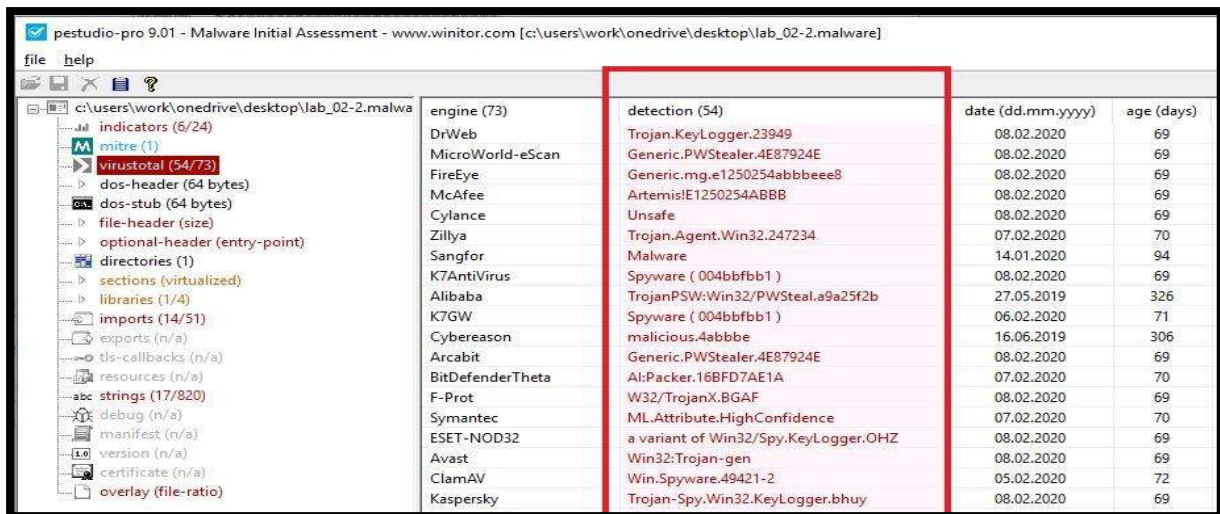 pestudio-pro 9.01 - Malware Initial Assessment - www.winitor.com [c:\users\work\onedrive\desktop\lab_02-2.malware]
file help
c:\users\work\onedrive\desktop\lab_02-2.malwa
indicators (6/24)
mitre (1)
virustotal (54/73)
dos-header (64 bytes)
dos-stub (64 bytes)
file-header (size)
optional-header (entry-point)
directories (1)
sections (virtualized)
libraries (1/4)
imports (14/51)
exports (n/a)
tls-callbacks (n/a)
resources (n/a)
abc strings (17/820)
debug (n/a)
manifest (n/a)
1.0 version (n/a)
certificate (n/a)
overlay (file-ratio)
engine (73) detection (54) date (dd.mm.yyyy) age (days)
DrWeb Trojan.KeyLogger.23949 08.02.2020 69
MicroWorld-eScan Generic.PWStealer.4E87924E 08.02.2020 69
FireEye Generic.mg.e1250254abbbeee8 08.02.2020 69
McAfee Artemis!E1250254ABBB 08.02.2020 69
Cylance Unsafe 08.02.2020 69
Zillya Trojan.Agent.Win32.247234 07.02.2020 70
Sangfor Malware 14.01.2020 94
K7AntiVirus Spyware ( 004bbfbb1 ) 08.02.2020 69
Alibaba TrojanPSW:Win32/PWSteal.a9a25f2b 27.05.2019 326
K7GW Spyware ( 004bbfbb1 ) 06.02.2020 71
Cybereason malicious.4abbbe 16.06.2019 306
Arcabit Generic.PWStealer.4E87924E 08.02.2020 69
BitDefenderTheta AI:Packer.16BFD7AE1A 07.02.2020 70
F-Prot W32/TrojanX.BGAF 08.02.2020 69
Symantec ML.Attribute.HighConfidence 07.02.2020 70
ESET-NOD32 a variant of Win32/Spy.KeyLogger.OHZ 08.02.2020 69
Avast Win32:Trojan-gen 08.02.2020 69
ClamAV Win.Spyware.49421-2 05.02.2020 72
Kaspersky Trojan-Spy.Win32.KeyLogger.bhuy 08.02.2020 69